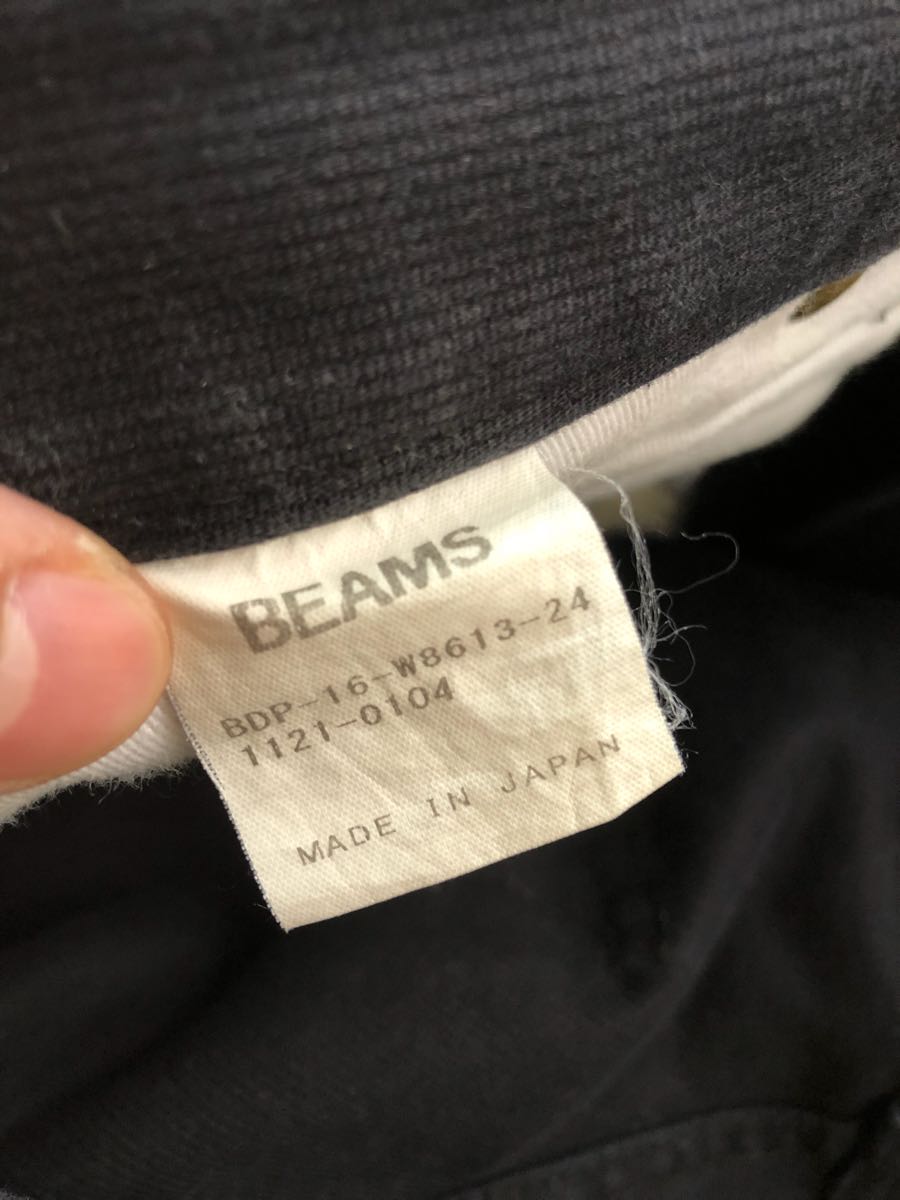 BEAMS
BDP-16-W8613-24
1121-0104
MADE IN JAPAN